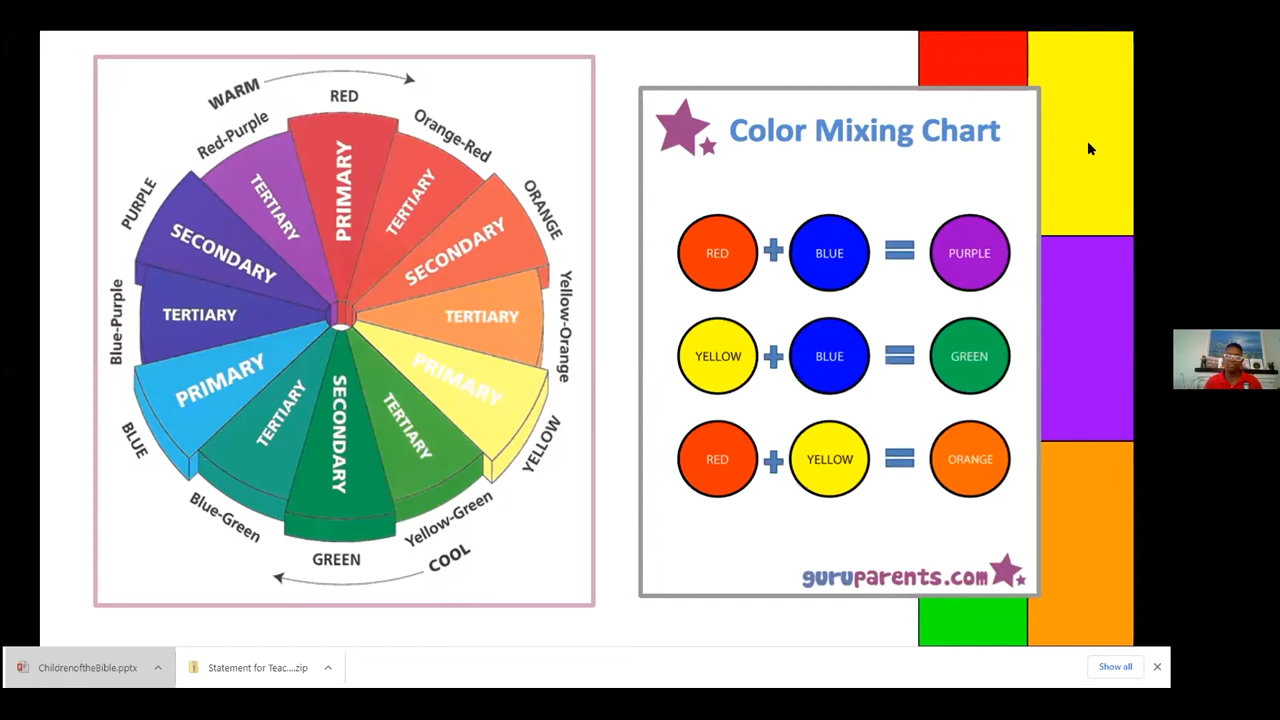 WARM
RED
Orange-Red
ORANGE
Yellow-Orange
YELLOW
Yellow-Green
COOL
GREEN
Blue-Green
BLUE
Blue-Purple
PURPLE
Red-Purple
PRIMARY
TERTIARY
SECONDARY
TERTIARY
PRIMARY
TERTIARY
SECONDARY
TERTIARY
PRIMARY
TERTIARY
SECONDARY
TERTIARY
Color Mixing Chart
RED + BLUE = PURPLE
YELLOW + BLUE = GREEN
RED + YELLOW = ORANGE
guruparents.com
ChildrenoftheBible.pptx
Statement for Teac....zip
Show all